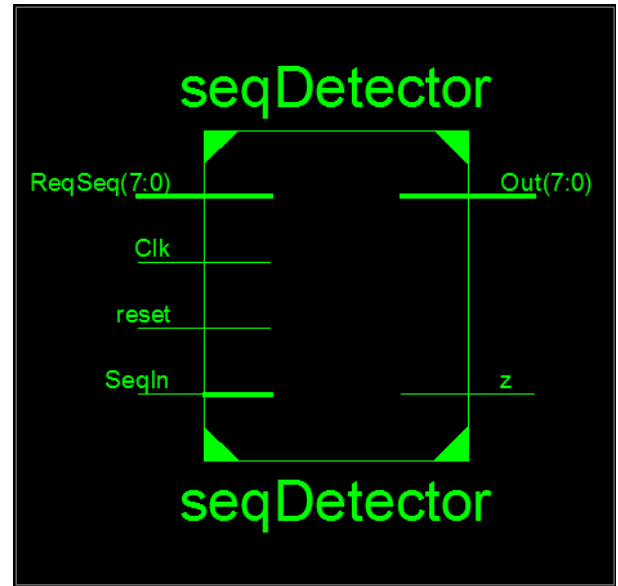 seqDetector
ReqSeq(7:0)
Out(7:0)
Clk
reset
SeqIn
z
seqDetector